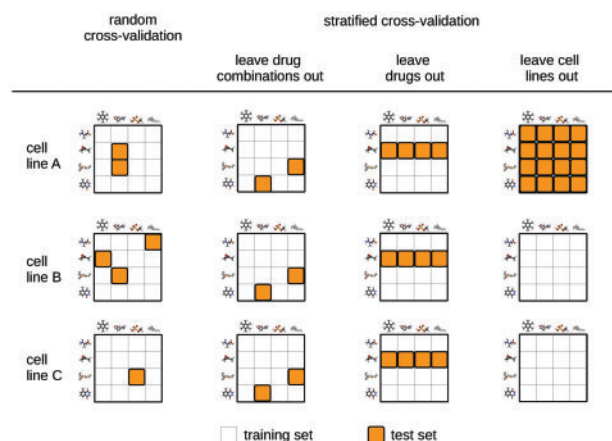 random
cross-validation
stratified cross-validation
leave drug
combinations out
leave
drugs out
leave cell
lines out
cell
line A
cell
line B
cell
line C
training set
test set